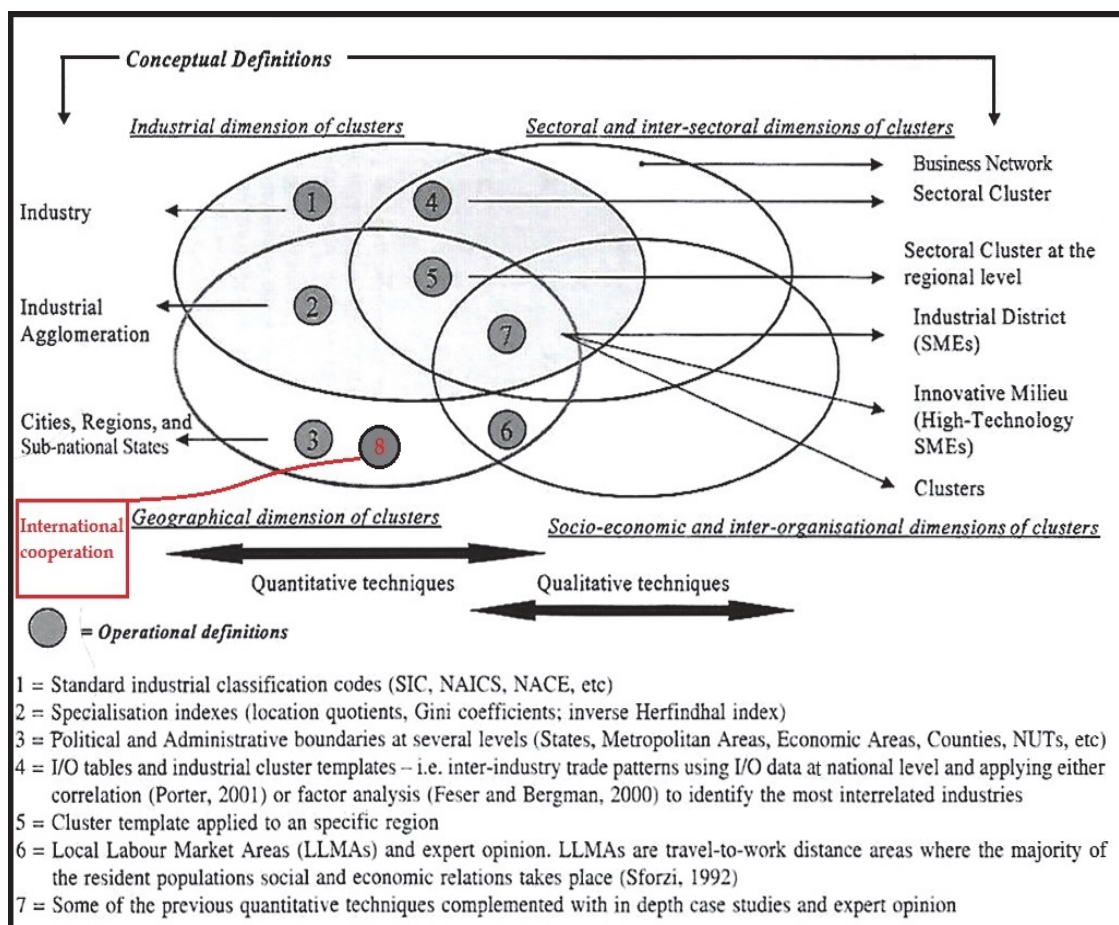 Conceptual Definitions
Industrial dimension of clusters
Sectoral and inter-sectoral dimensions of clusters
Business Network
1
4
Sectoral Cluster
Industry
Sectoral Cluster at the
regional level
5
2
Industrial
Agglomeration
7
Industrial District
(SMEs)
Innovative Milieu
(High-Technology
SMEs)
Cities, Regions, and
Sub-national States
3
8
6
Clusters
International
cooperation
Geographical dimension of clusters
Socio-economic and inter-organisational dimensions of clusters
Quantitative techniques
Qualitative techniques
= Operational definitions
1 = Standard industrial classification codes (SIC, NAICS, NACE, etc)
2 = Specialisation indexes (location quotients, Gini coefficients; inverse Herfindhal index)
3 = Political and Administrative boundaries at several levels (States, Metropolitan Areas, Economic Areas, Counties, NUTs, etc)
4 = I/O tables and industrial cluster templates – i.e. inter-industry trade patterns using I/O data at national level and applying either
correlation (Porter, 2001) or factor analysis (Feser and Bergman, 2000) to identify the most interrelated industries
5 = Cluster template applied to an specific region
6 = Local Labour Market Areas (LLMAs) and expert opinion. LLMAs are travel-to-work distance areas where the majority of
the resident populations social and economic relations takes place (Sforzi, 1992)
7 = Some of the previous quantitative techniques complemented with in depth case studies and expert opinion